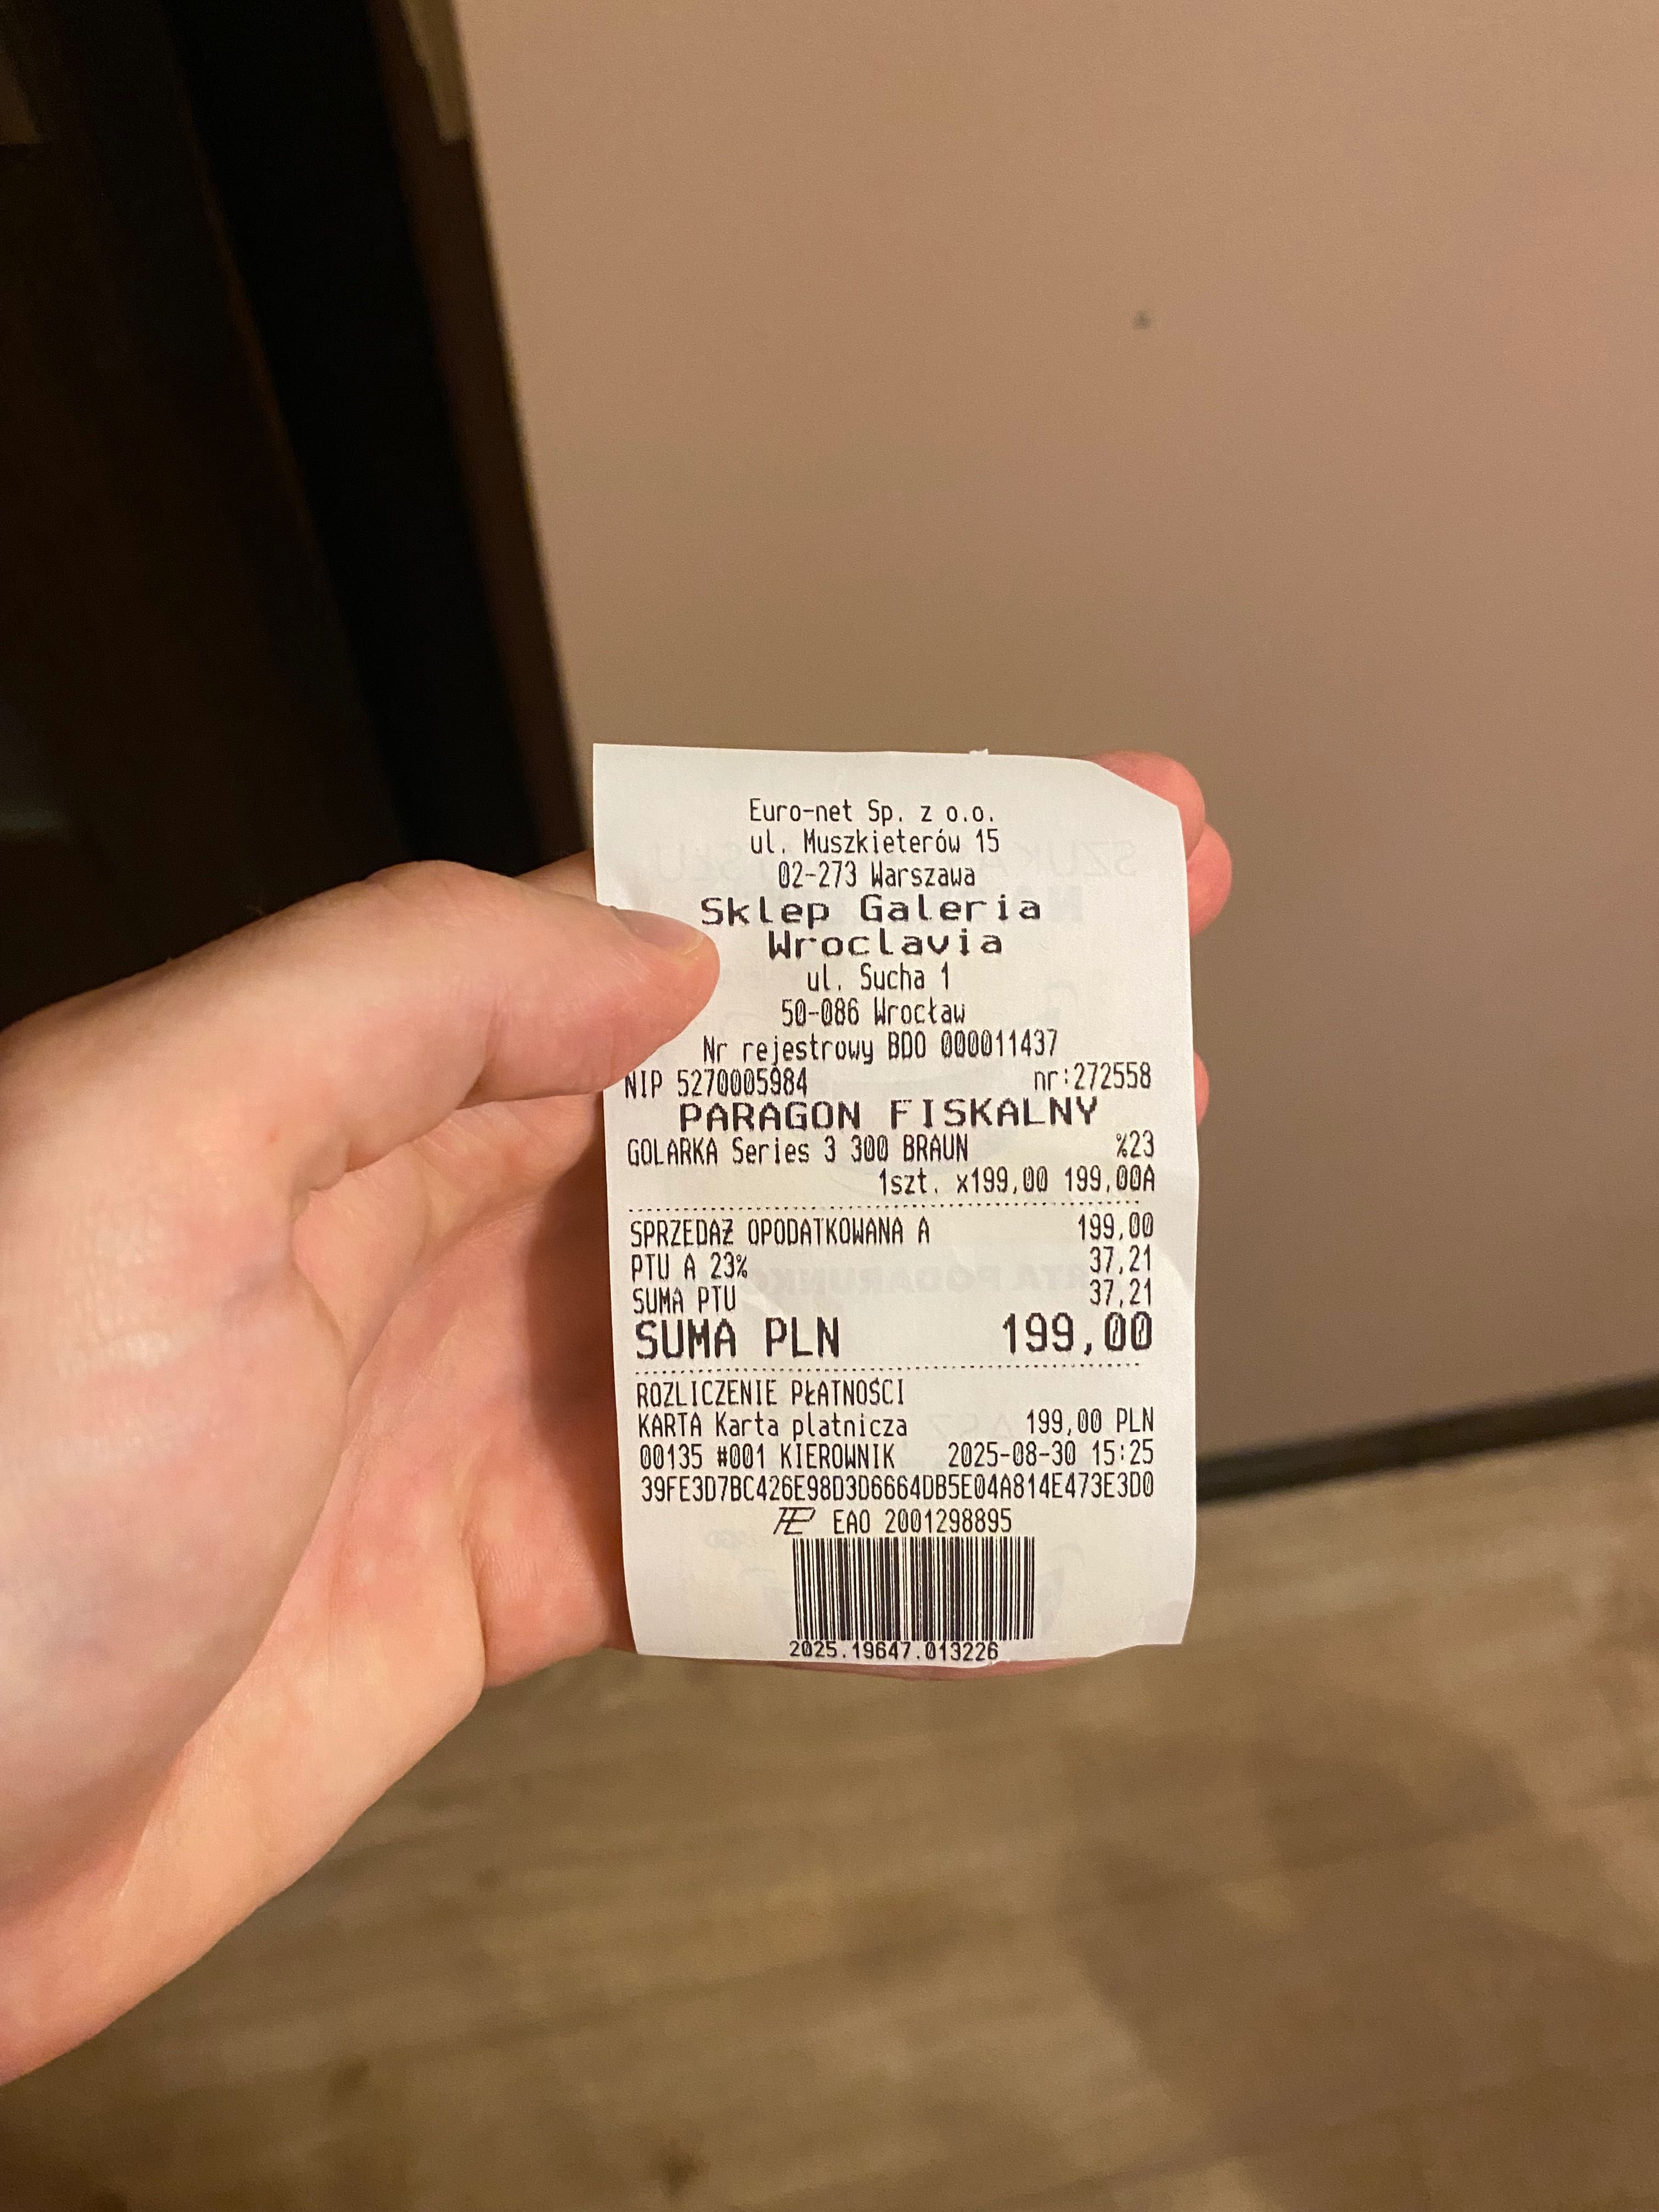 Euro-net Sp. z o.o.
ul. Muszkieterów 15
02-273 Warszawa
Sklep Galeria
Wroclavia
ul. Sucha 1
50-086 Wrocław
Nr rejestrowy BDO 000011437
NIP 5270005984 nr:272558
PARAGON FISKALNY
GOLARKA Series 3 300 BRAUN %23
1szt. x199,00 199,00A
SPRZEDAŻ OPODATKOWANA A 199,00
PTU A 23% 37,21
SUMA PTU 37,21
SUMA PLN 199,00
ROZLICZENIE PŁATNOŚCI
KARTA Karta platnicza 199,00 PLN
00135 #001 KIEROWNIK 2025-08-30 15:25
39FE3D7BC426E98D3D6664DB5E04A814E473E3D0
EAO 2001298895
2025.19647.013226